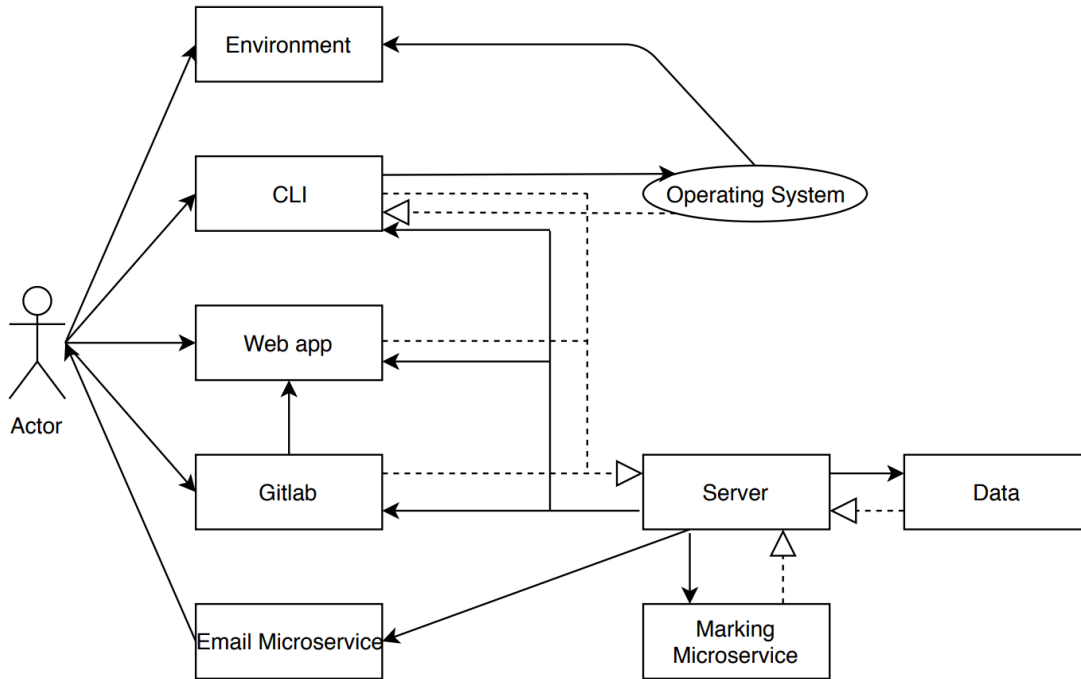 Environment
CLI
Operating System
Web app
Actor
Gitlab
Server
Data
Email Microservice
Marking
Microservice